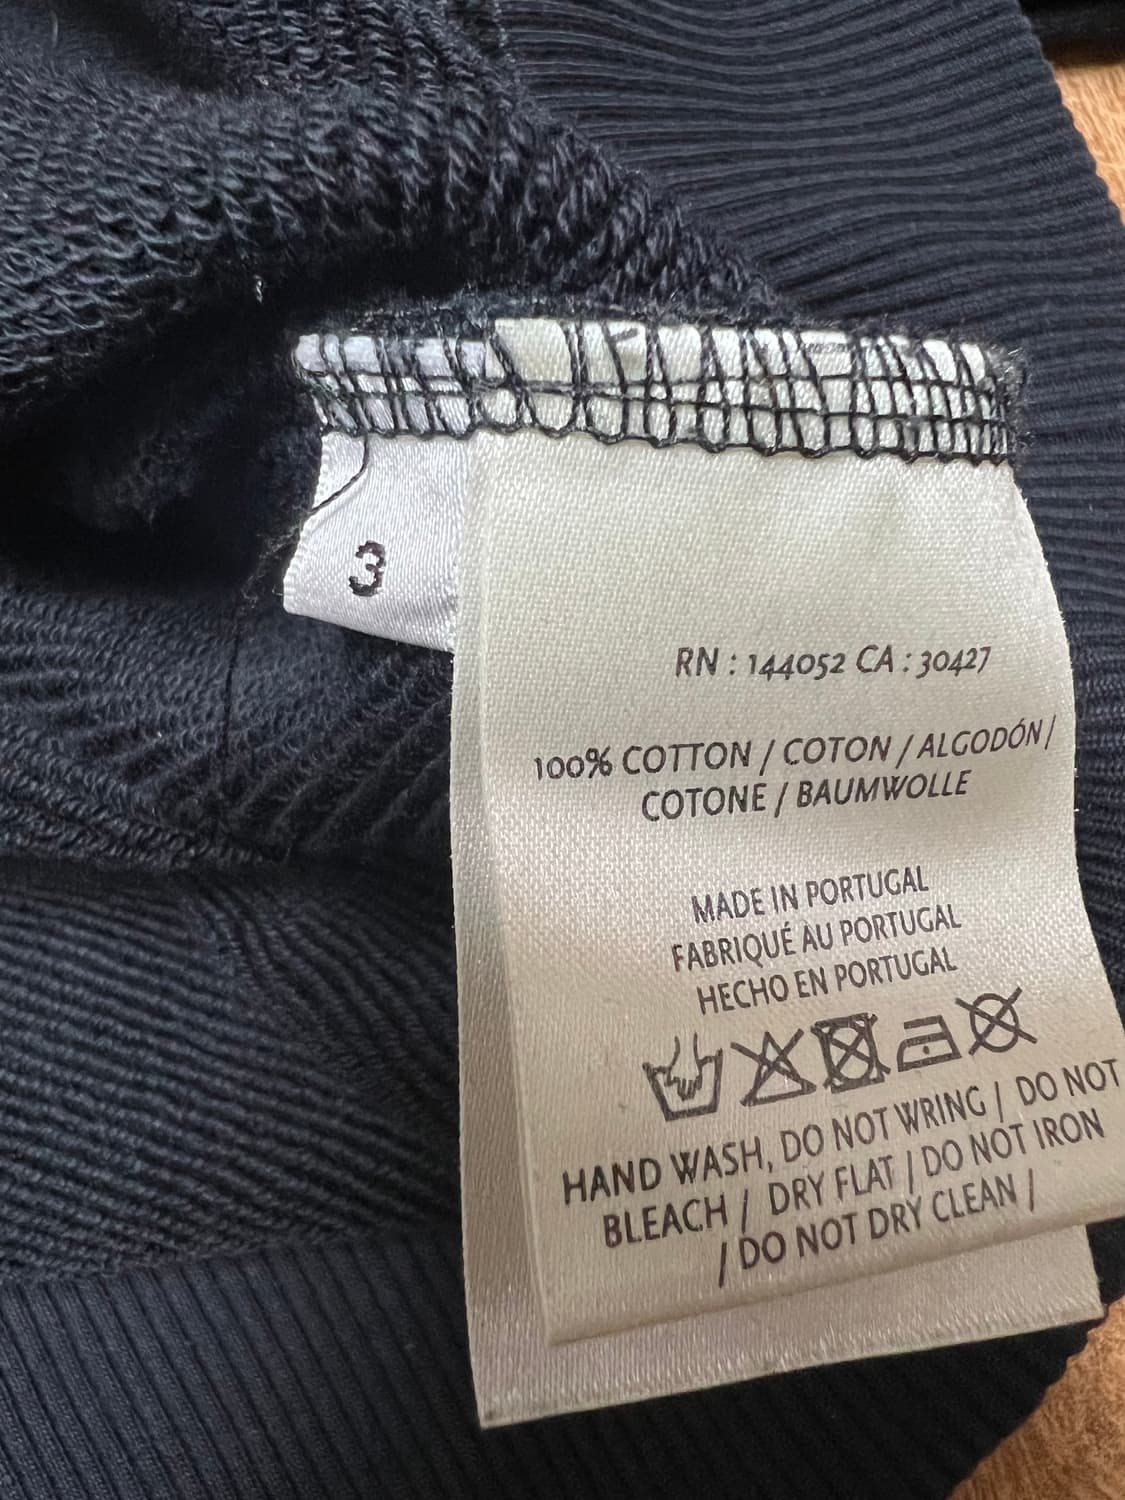 3
RN : 144052 CA : 30427
100% COTTON / COTON / ALGODÓN /
COTONE / BAUMWOLLE
MADE IN PORTUGAL
FABRIQUÉ AU PORTUGAL
HECHO EN PORTUGAL
HAND WASH, DO NOT WRING / DO NOT
BLEACH / DRY FLAT / DO NOT IRON
/ DO NOT DRY CLEAN /